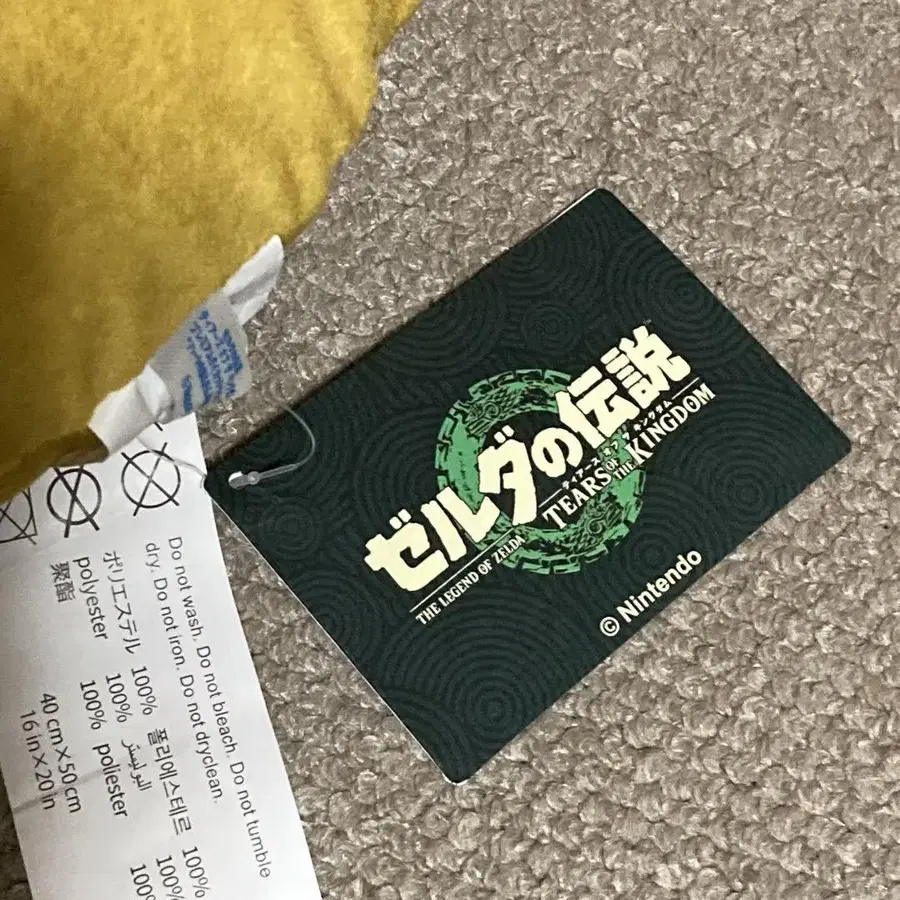 ゼルダの伝説
ティアーズ オブ ザ キングダム
THE LEGEND OF ZELDA
TEARS OF THE KINGDOM
™
© Nintendo
Do not wash. Do not bleach. Do not tumble
dry. Do not iron. Do not dryclean.
ポリエステル 100% 폴리에스테르 100%
polyester 100% البوليستر 100%
聚酯 100% poliester 100%
40 cm×50 cm
16 in×20 in